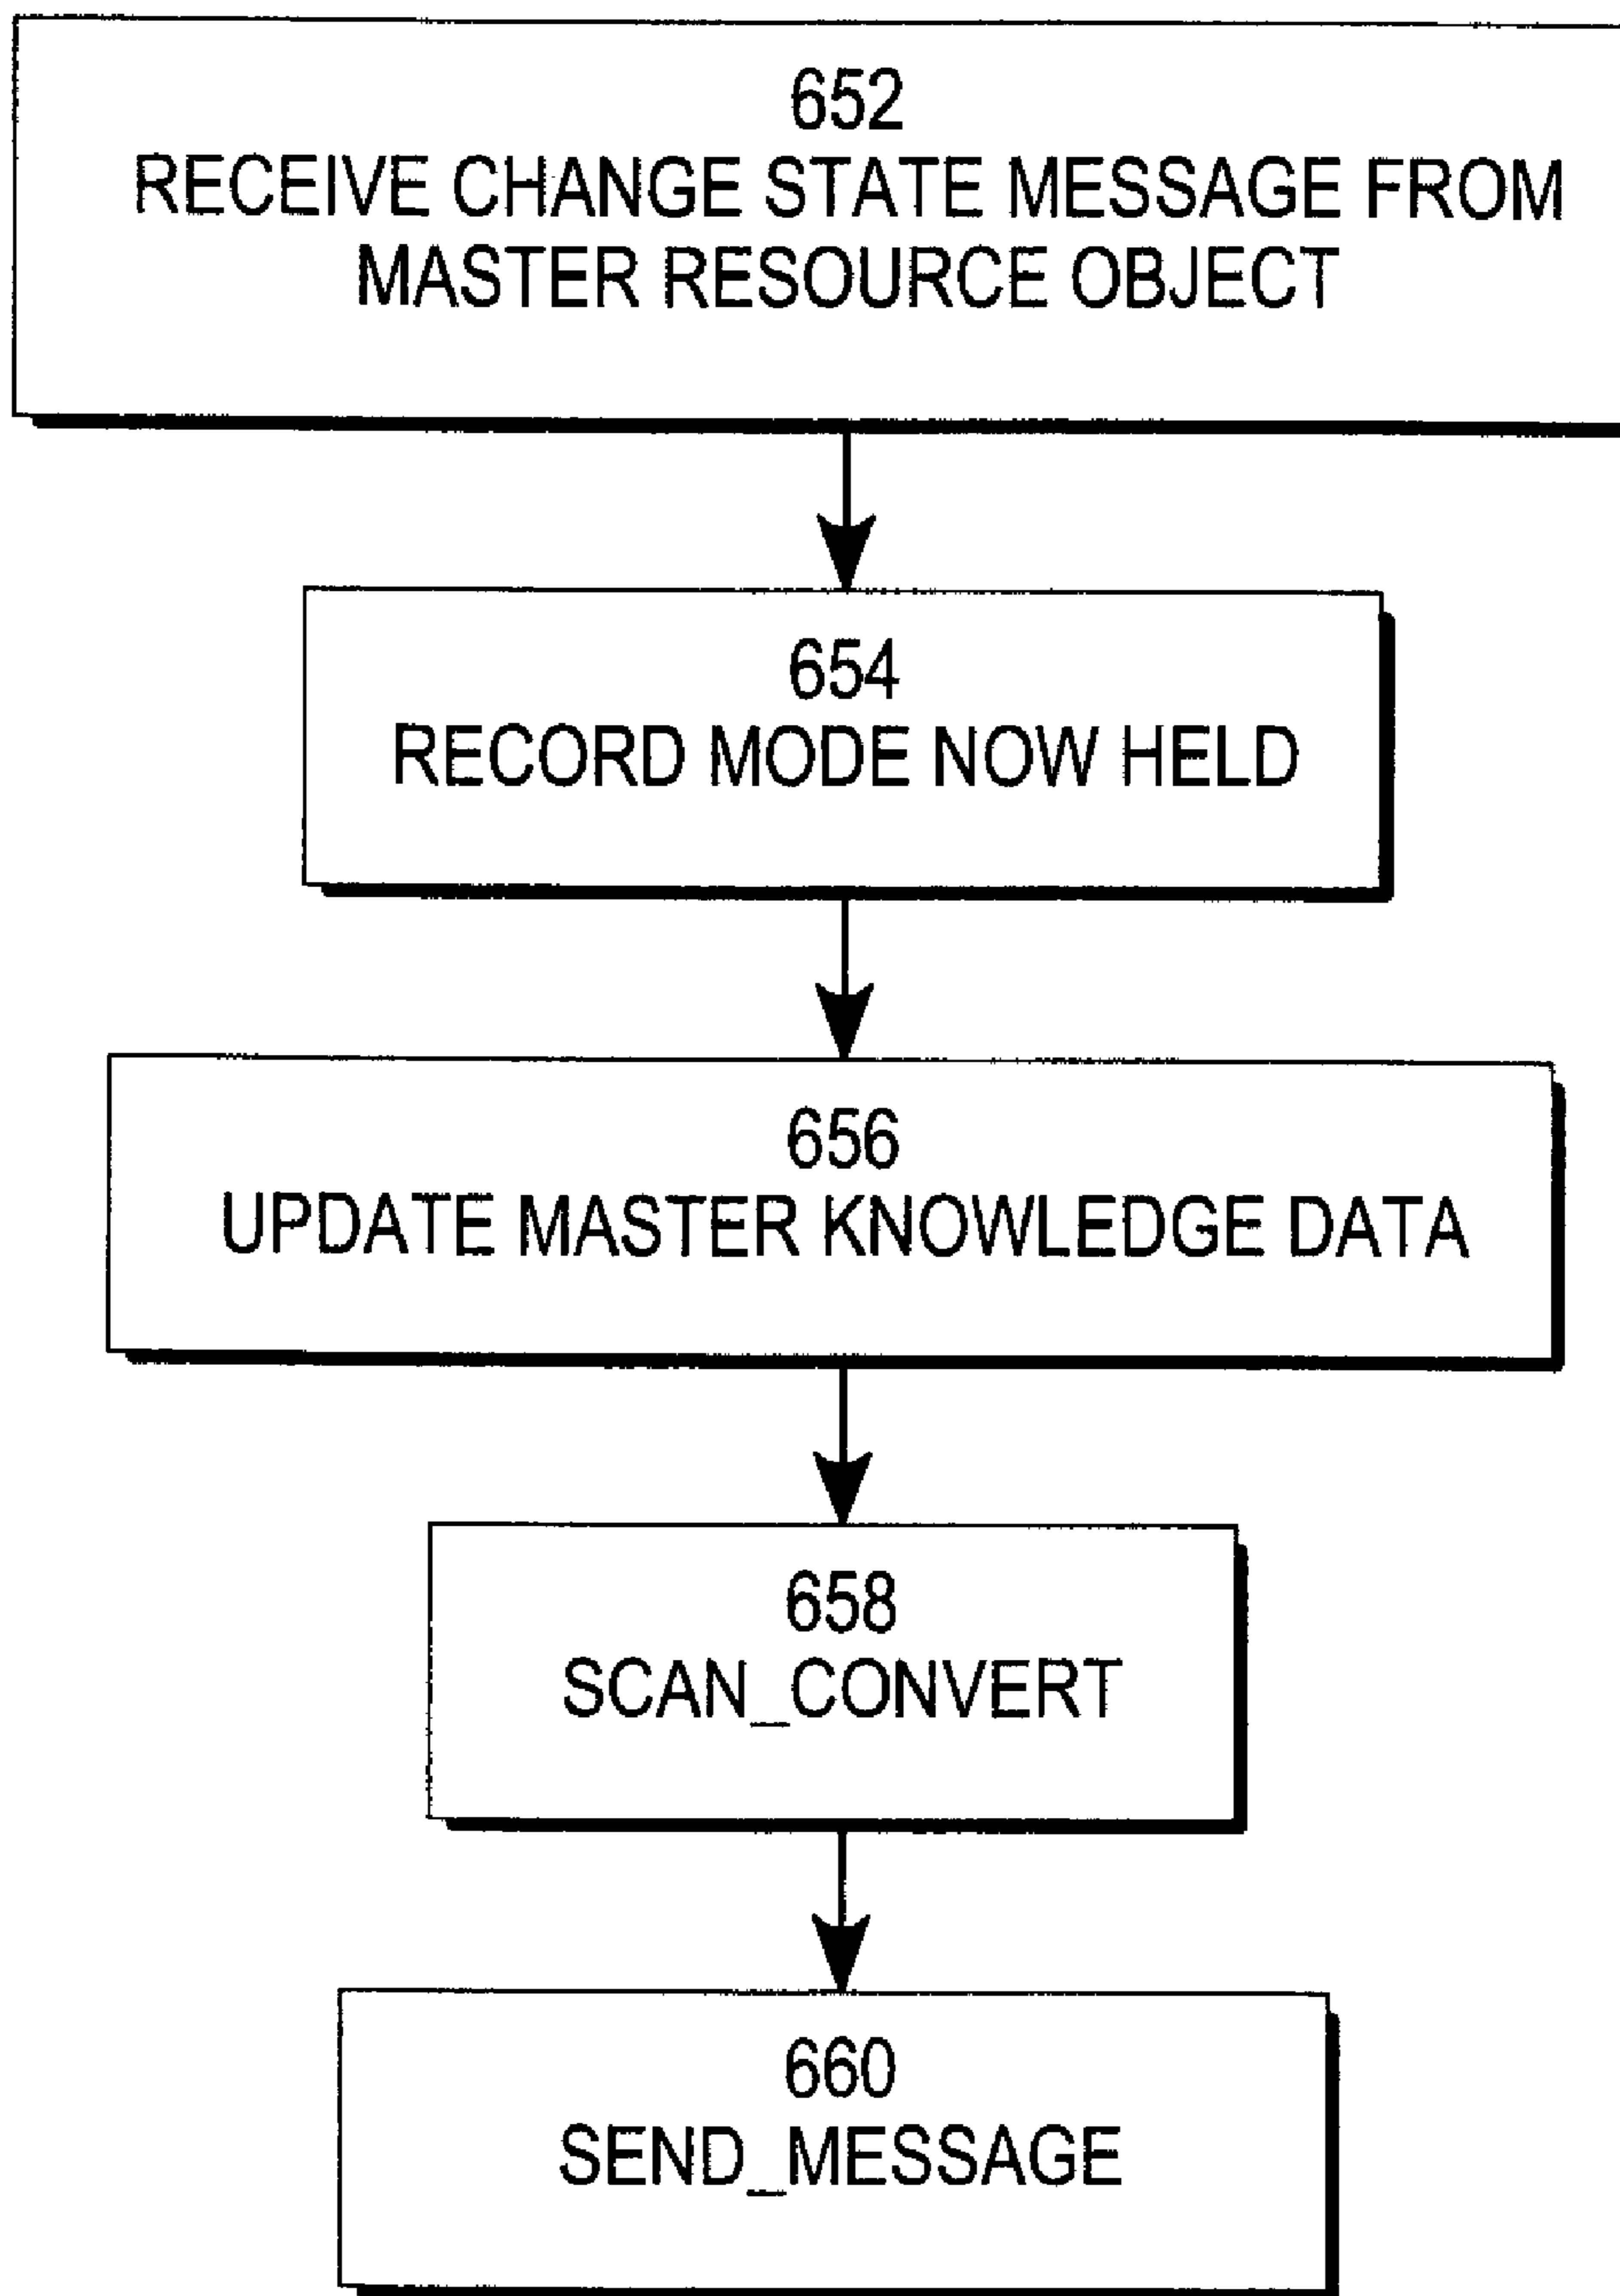 652
RECEIVE CHANGE STATE MESSAGE FROM
MASTER RESOURCE OBJECT
654
RECORD MODE NOW HELD
656
UPDATE MASTER KNOWLEDGE DATA
658
SCAN_CONVERT
660
SEND_MESSAGE